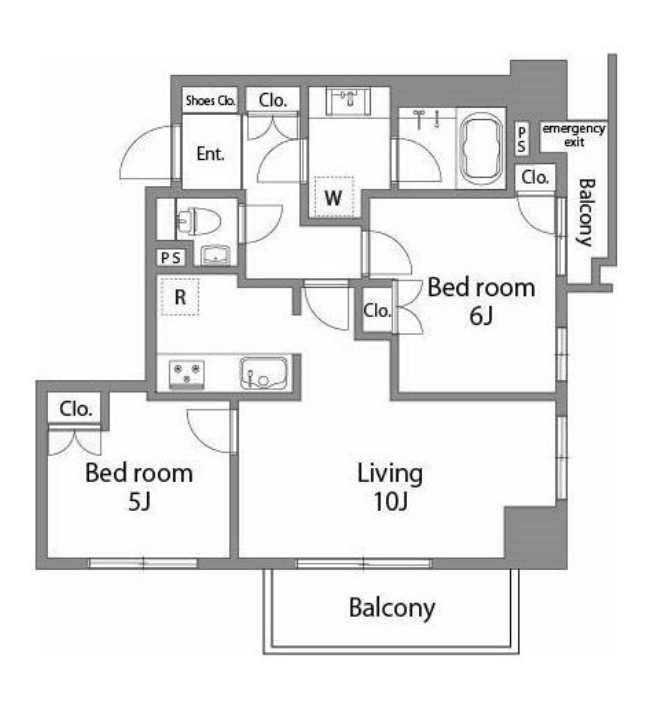 Shoes Clo.
Clo.
Ent.
W
P
S
emergency
exit
Clo.
Balcony
P S
R
Clo.
Bed room
6J
Clo.
Bed room
5J
Living
10J
Balcony